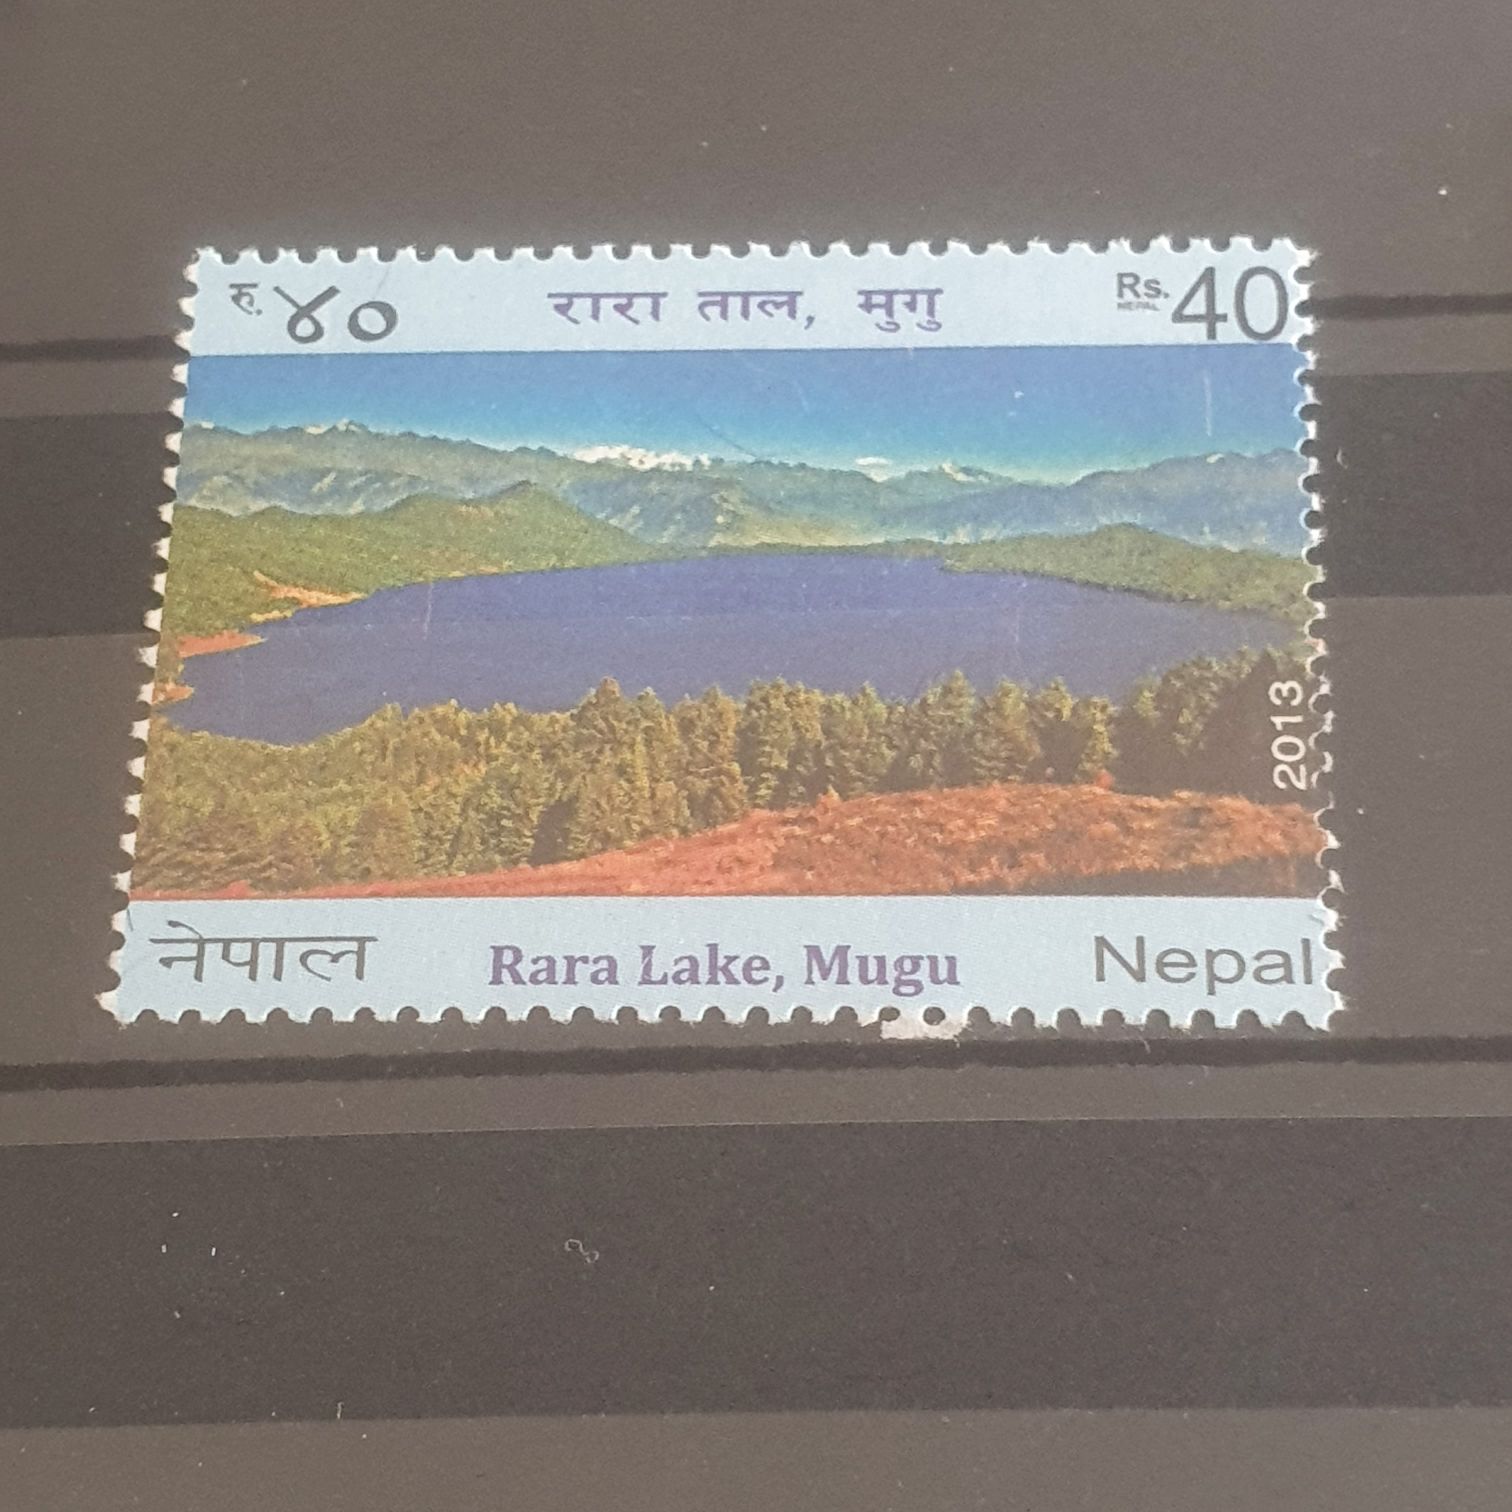 रु. ४०
रारा ताल, मुगु
Rs. 40
NEPAL
2013
नेपाल
Rara Lake, Mugu
Nepal